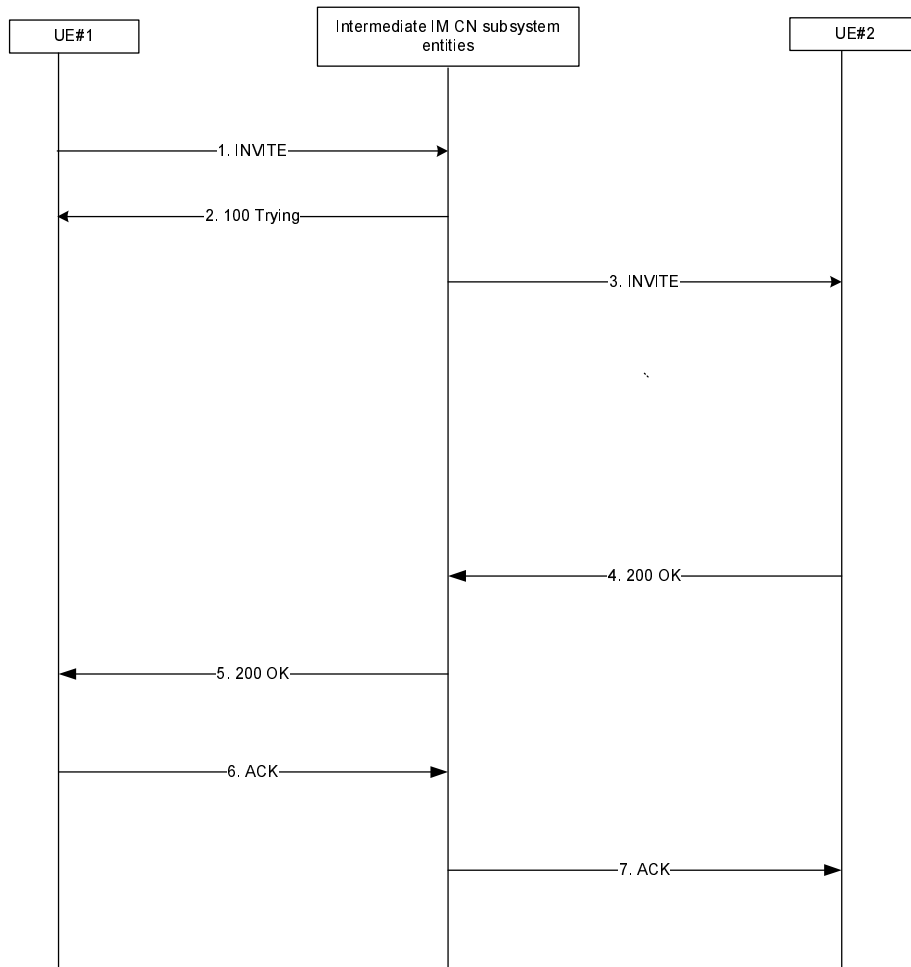 UE#1
Intermediate IM CN subsystem
entities
UE#2
1. INVITE
2. 100 Trying
3. INVITE
4. 200 OK
5. 200 OK
6. ACK
7. ACK